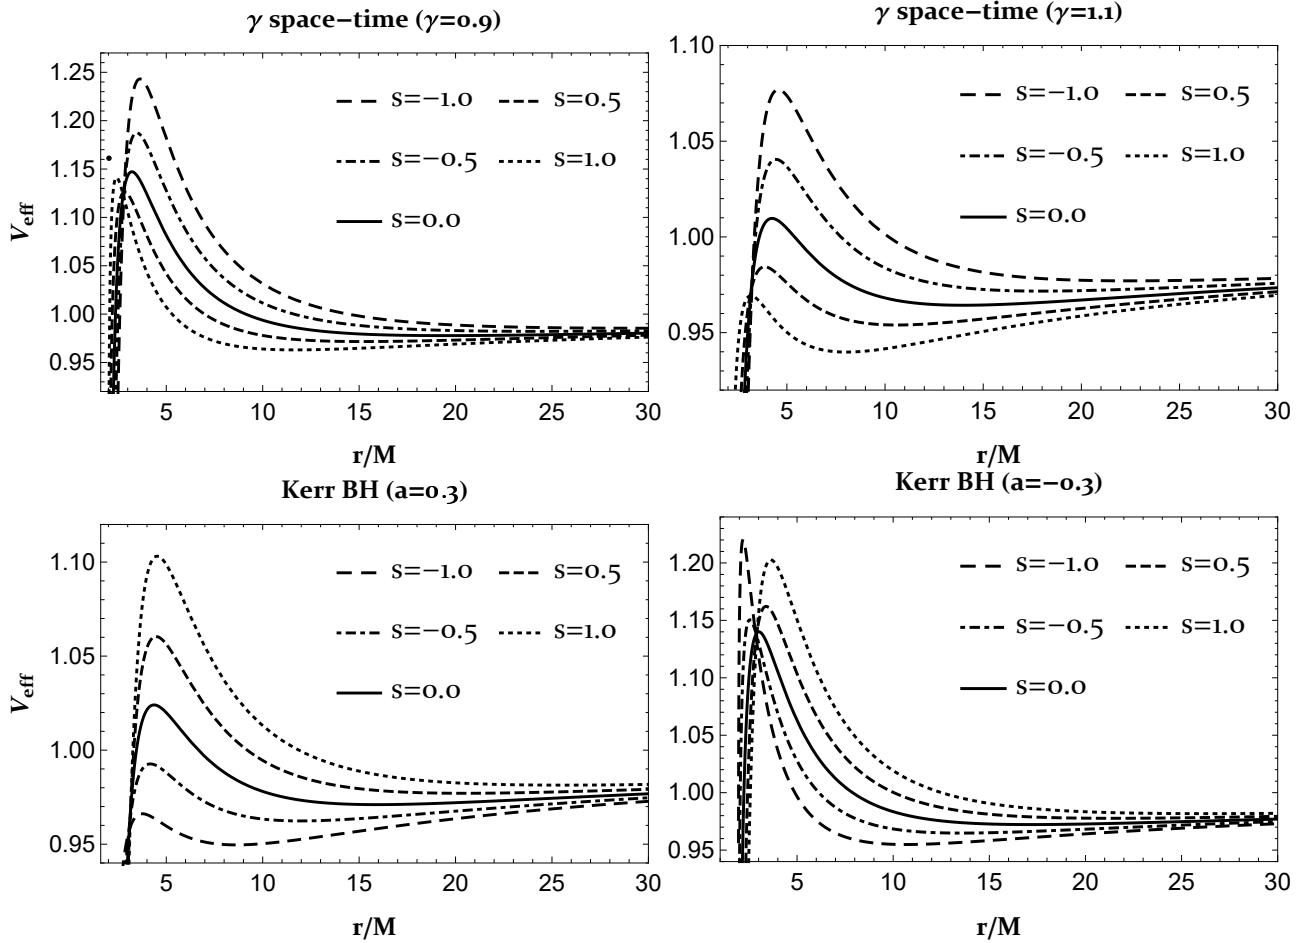 γ space−time (γ=0.9)
1.25
1.20
1.15
1.10
1.05
1.00
0.95
V_eff
s=−1.0
s=0.5
s=−0.5
s=1.0
s=0.0
5 10 15 20 25 30
r/M
γ space−time (γ=1.1)
1.10
1.05
1.00
0.95
s=−1.0
s=0.5
s=−0.5
s=1.0
s=0.0
5 10 15 20 25 30
r/M
Kerr BH (a=0.3)
1.10
1.05
1.00
0.95
V_eff
s=−1.0
s=0.5
s=−0.5
s=1.0
s=0.0
5 10 15 20 25 30
r/M
Kerr BH (a=−0.3)
1.20
1.15
1.10
1.05
1.00
0.95
s=−1.0
s=0.5
s=−0.5
s=1.0
s=0.0
5 10 15 20 25 30
r/M